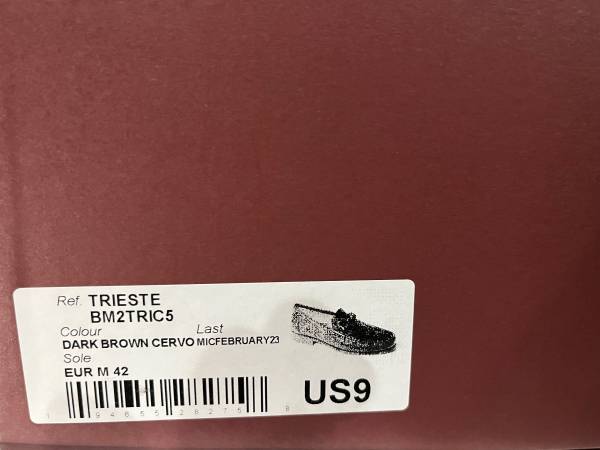 Ref. TRIESTE
BM2TRIC5
Colour Last
DARK BROWN CERVO MICFEBRUARY23
Sole
EUR M 42
US9